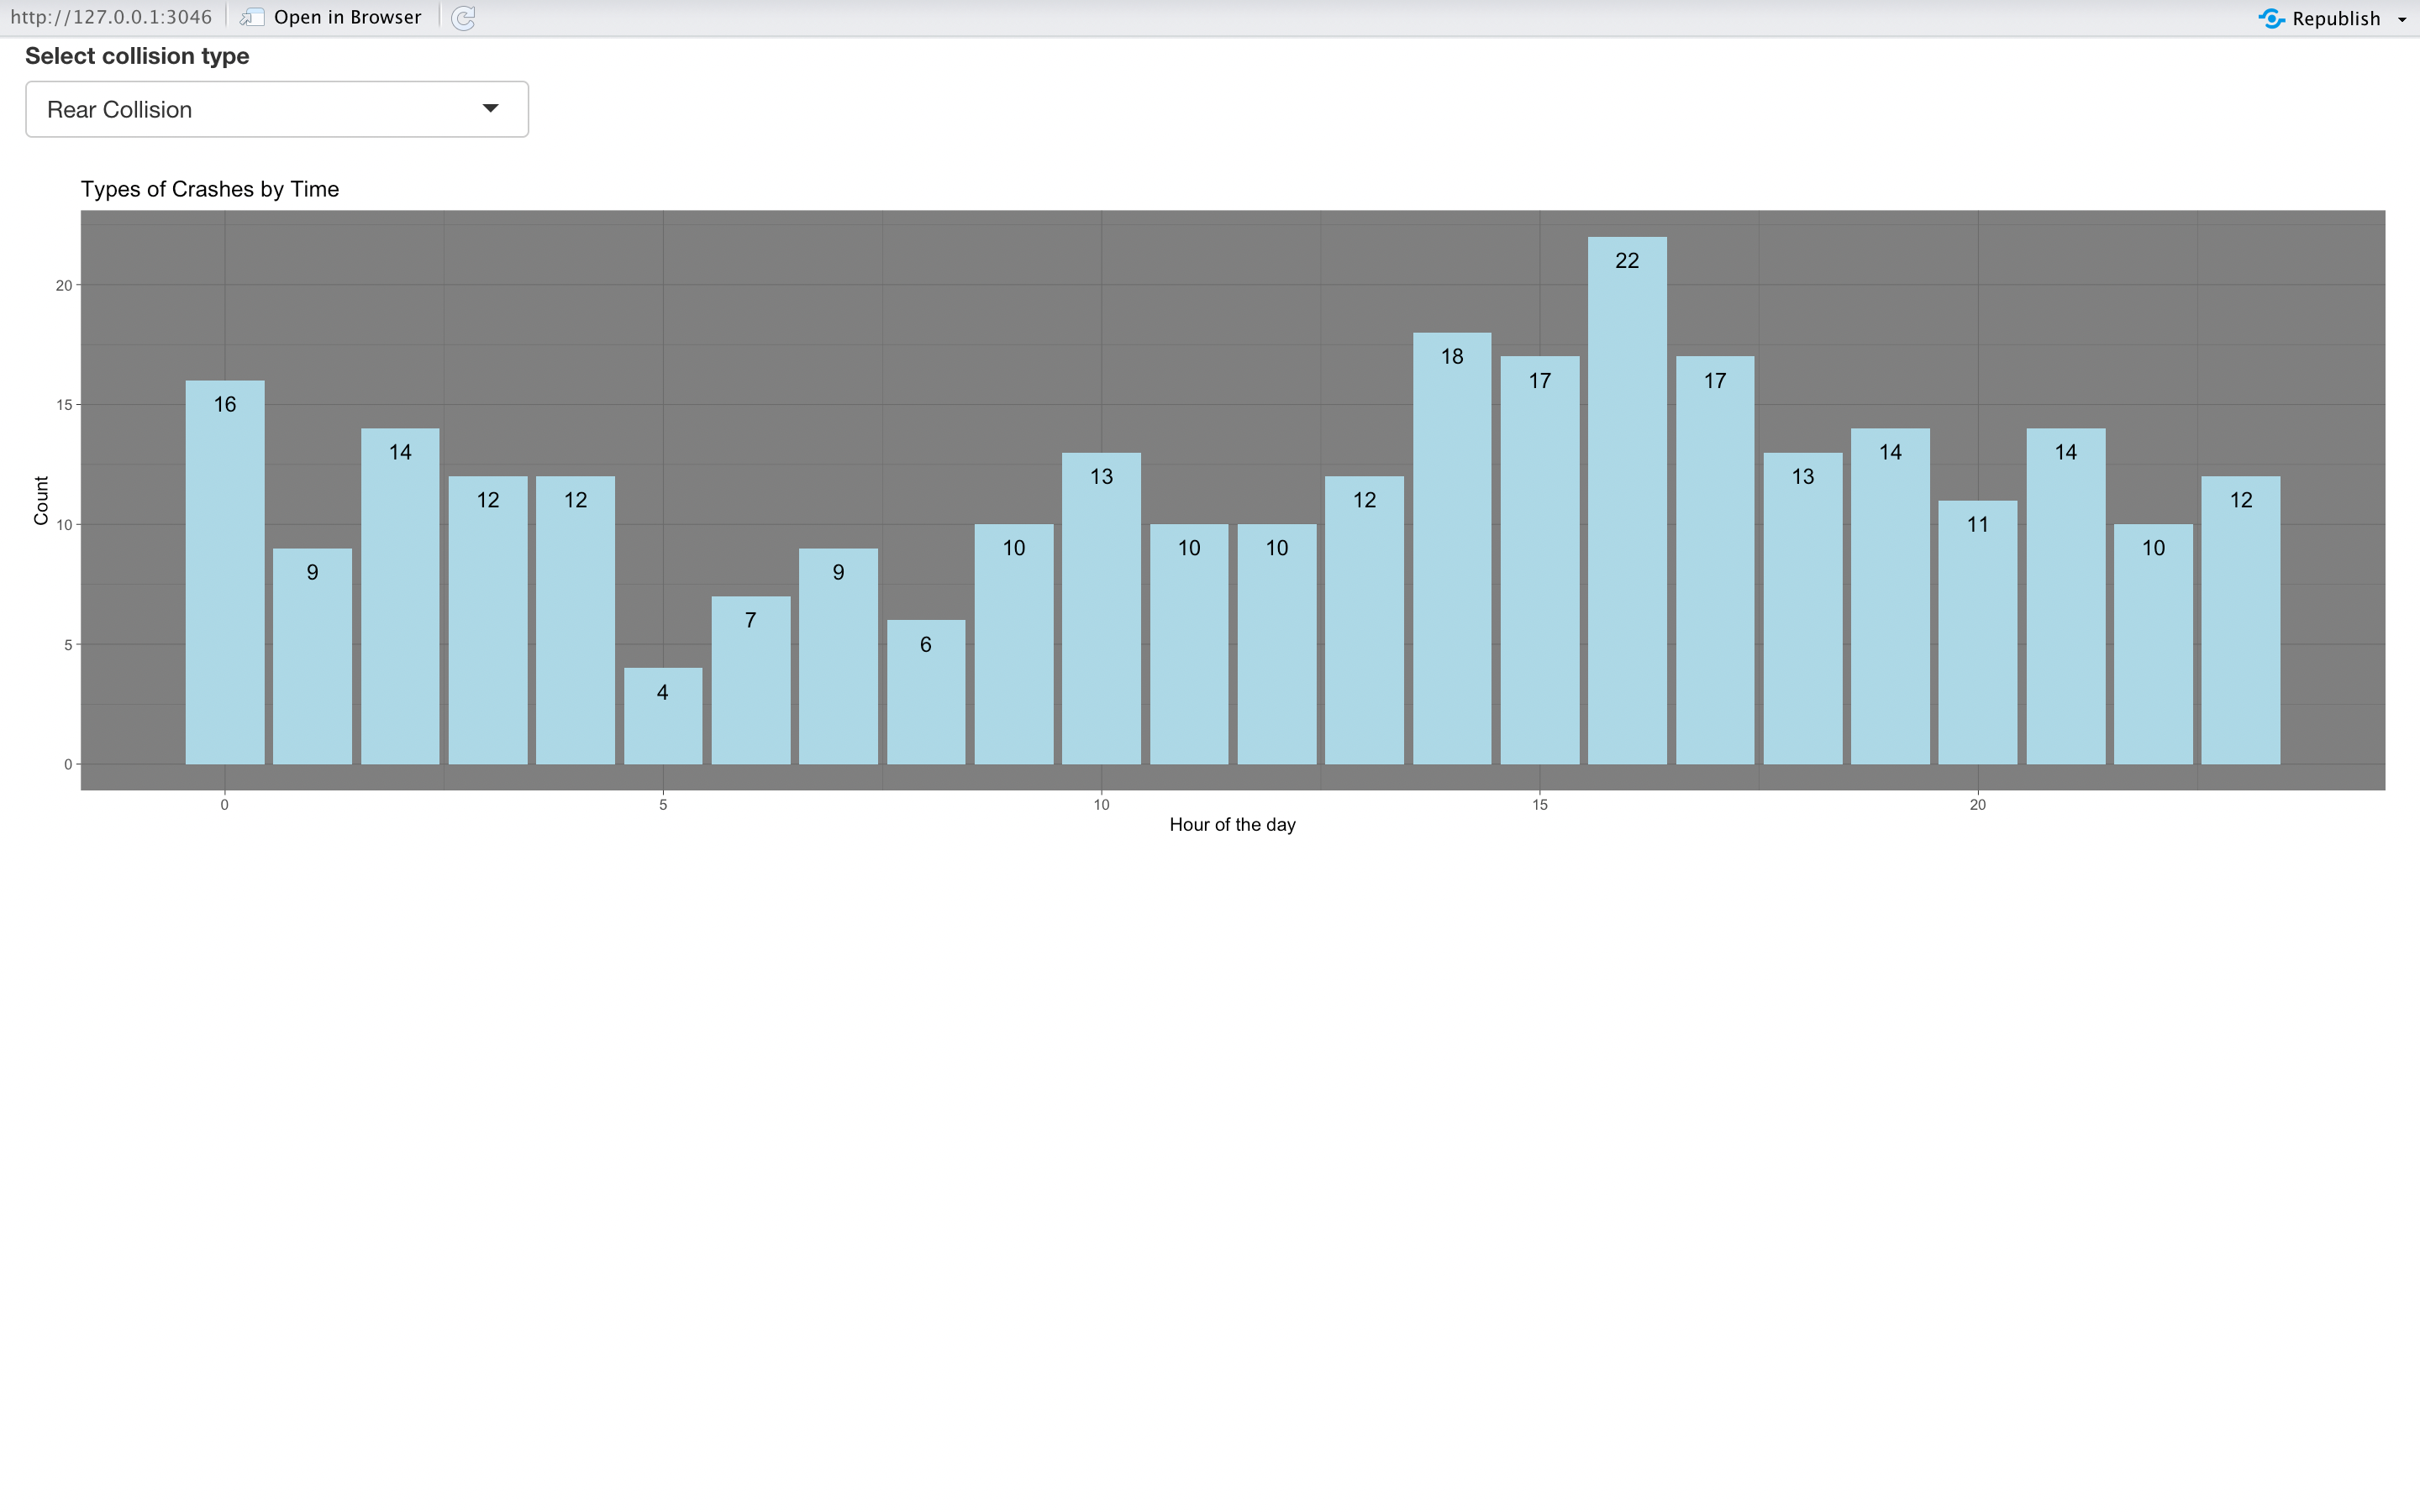 http://127.0.0.1:3046 Open in Browser Republish
Select collision type
Rear Collision
Types of Crashes by Time
22
20
18
17 17
16
15
14 14 14
13 13
12 12 12 12
Count
11
10
10 10 10 10
9 9
7
6
5
4
0
0 5 10 15 20
Hour of the day